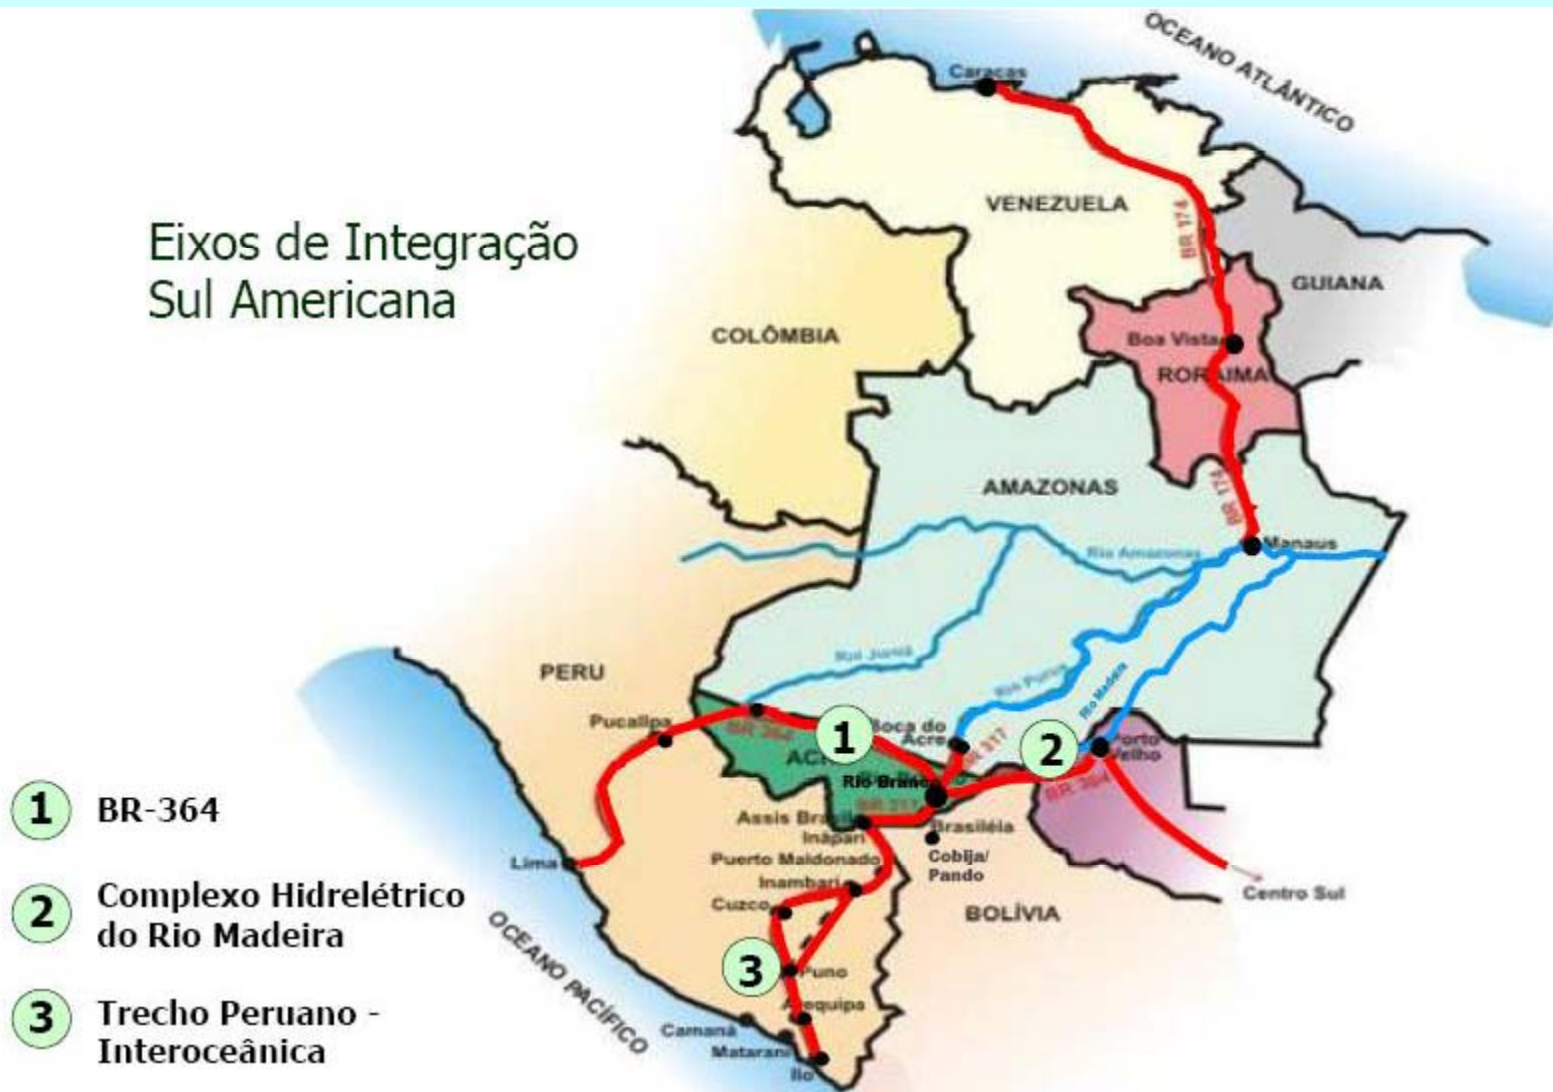 OCEANO ATLÂNTICO
Caracas
VENEZUELA
BR 174
GUIANA
Eixos de Integração
Sul Americana
COLÔMBIA
Boa Vista
RORAIMA
AMAZONAS
BR 174
Manaus
Rio Amazonas
Rio Juruá
Rio Purus
Rio Madeira
PERU
Pucallpa
BR 364
1
Boca do
Acre
BR 317
2
Porto
Velho
BR 364
Rio Branco
BR 317
Assis Brasil
Inapari
Brasiléia
Cobija/
Pando
Puerto Maldonado
Inambari
Lima
Cuzco
BOLÍVIA
Centro Sul
3
Puno
Arequipa
OCEANO PACÍFICO
Camaná
Matarani
Ilo
1 BR-364
2 Complexo Hidrelétrico
do Rio Madeira
3 Trecho Peruano -
Interoceânica